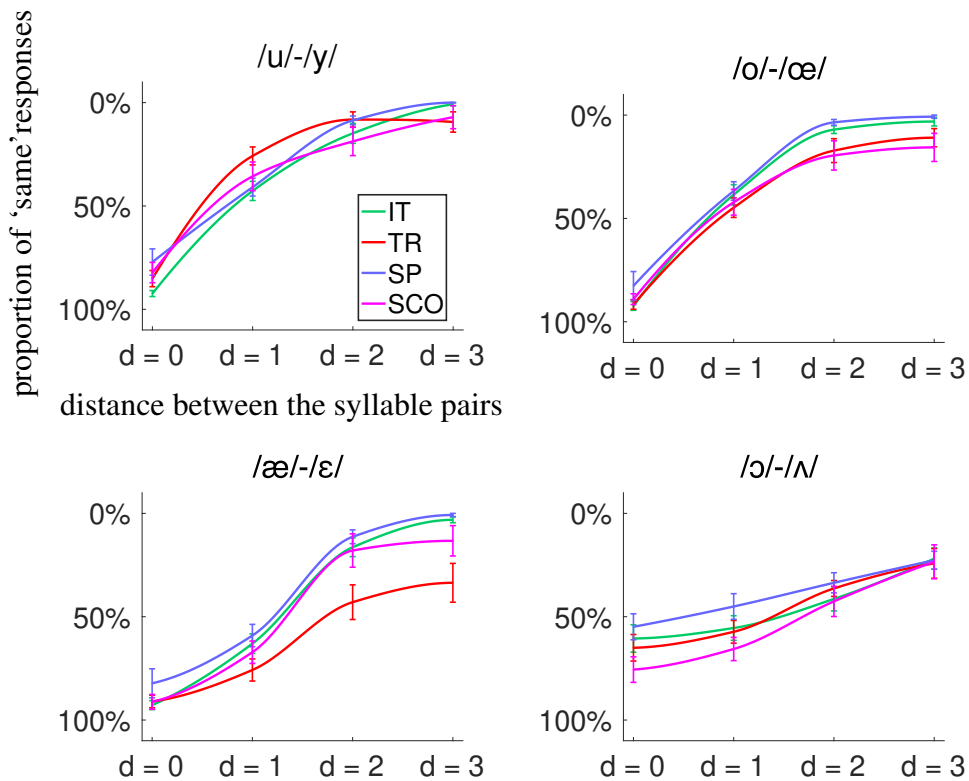 proportion of ‘same’ responses
/u/-/y/
0%
50%
100%
IT
TR
SP
SCO
d = 0 d = 1 d = 2 d = 3
distance between the syllable pairs
/o/-/œ/
0%
50%
100%
d = 0 d = 1 d = 2 d = 3
/æ/-/ɛ/
0%
50%
100%
d = 0 d = 1 d = 2 d = 3
/ɔ/-/ʌ/
0%
50%
100%
d = 0 d = 1 d = 2 d = 3